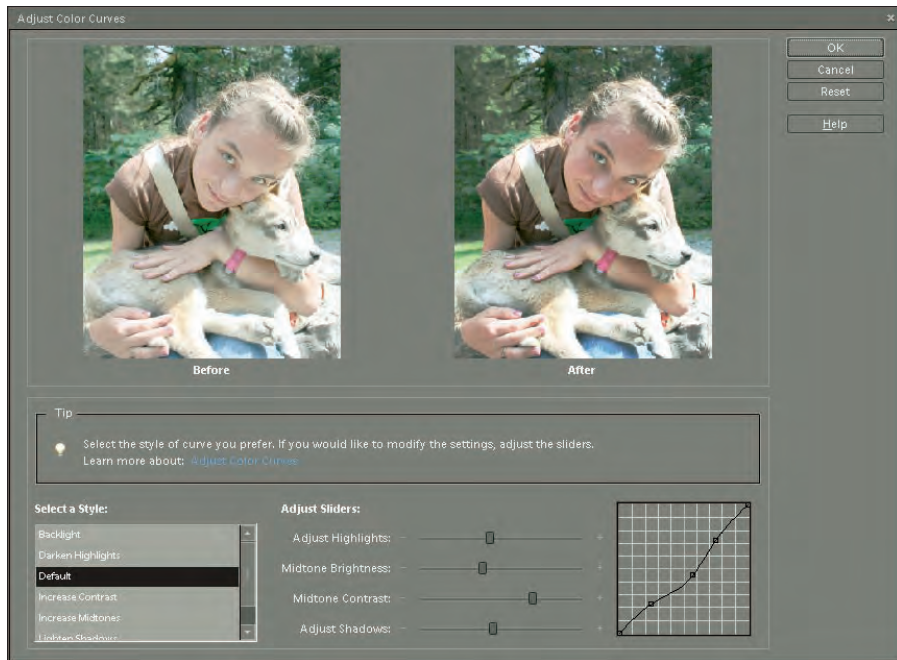 Adjust Color Curves
OK
Cancel
Reset
Help
Before
After
Tip
Select the style of curve you prefer. If you would like to modify the settings, adjust the sliders.
Learn more about: Adjust Color Curves
Select a Style:
Backlight
Darken Highlights
Default
Increase Contrast
Increase Midtones
Lighten Shadows
Adjust Sliders:
Adjust Highlights:
Midtone Brightness:
Midtone Contrast:
Adjust Shadows: